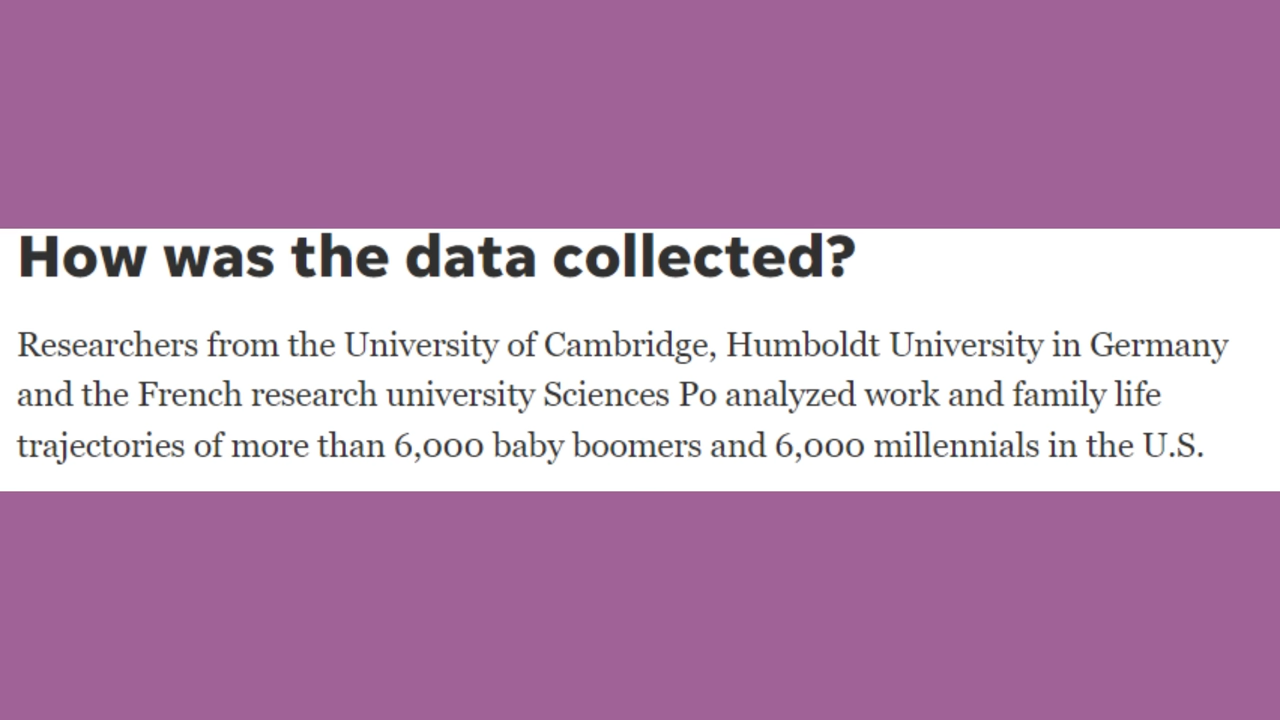 How was the data collected?
Researchers from the University of Cambridge, Humboldt University in Germany
and the French research university Sciences Po analyzed work and family life
trajectories of more than 6,000 baby boomers and 6,000 millennials in the U.S.